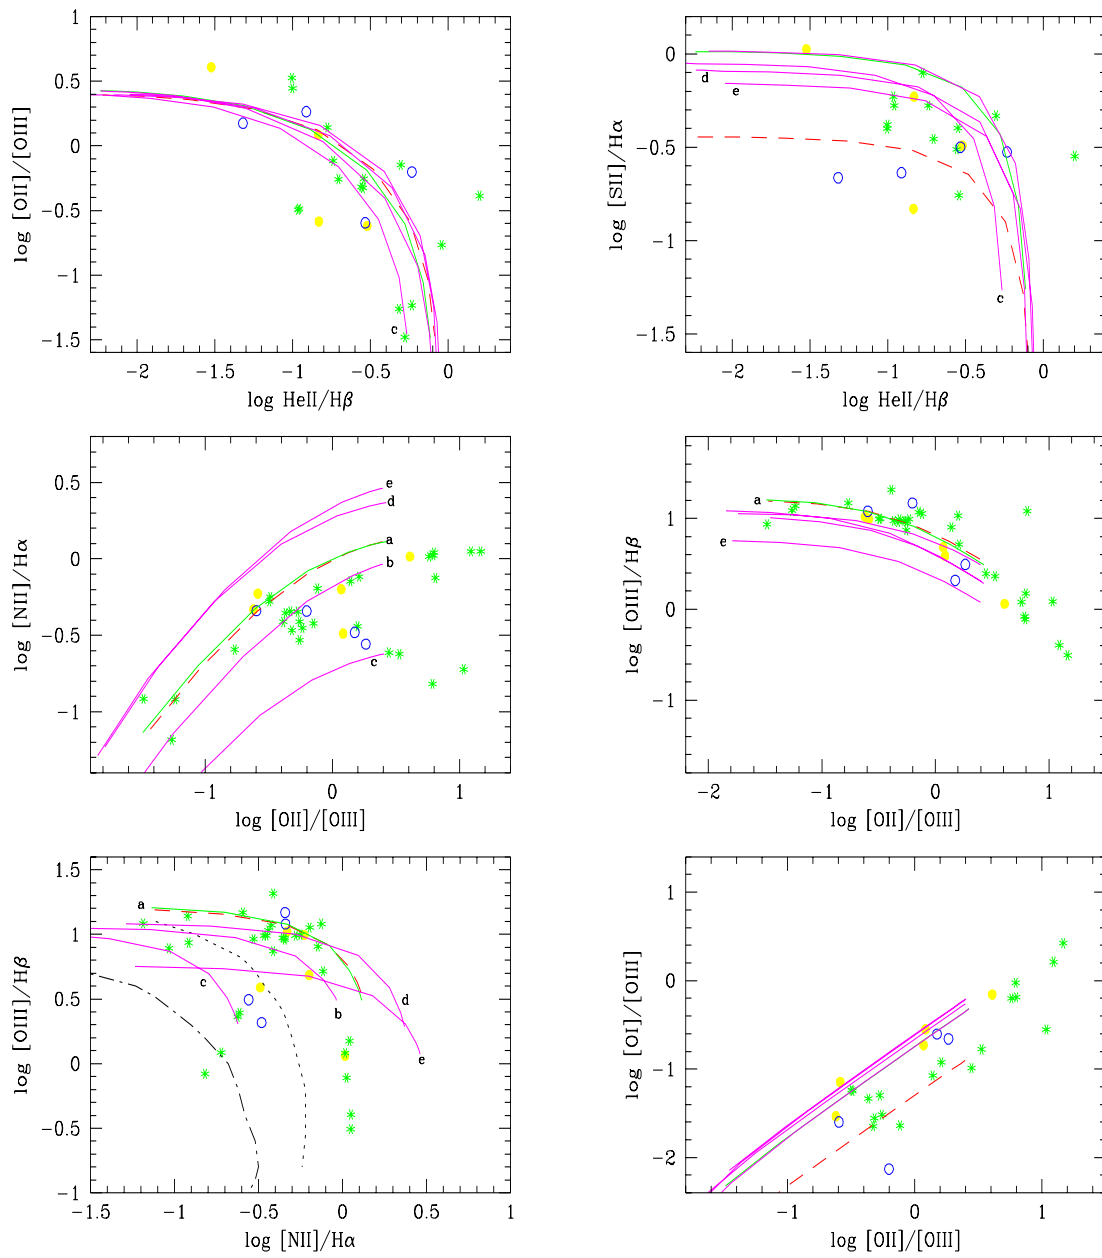 1
0.5
0
-0.5
-1
-1.5
log [OII]/[OIII]
c
-2
-1.5
-1
-0.5
0
log HeII/Hβ
0
-0.5
-1
-1.5
log [SII]/Hα
d
e
c
-2
-1.5
-1
-0.5
0
log HeII/Hβ
0.5
0
-0.5
-1
log [NII]/Hα
e
d
a
b
c
-1
0
1
log [OII]/[OIII]
1
0
-1
log [OIII]/Hβ
a
e
-2
-1
0
1
log [OII]/[OIII]
1.5
1
0.5
0
-0.5
-1
log [OIII]/Hβ
a
c
b
d
e
-1.5
-1
-0.5
0
0.5
1
log [NII]/Hα
1
0
-1
-2
log [OI]/[OIII]
-2
-1
0
1
log [OII]/[OIII]